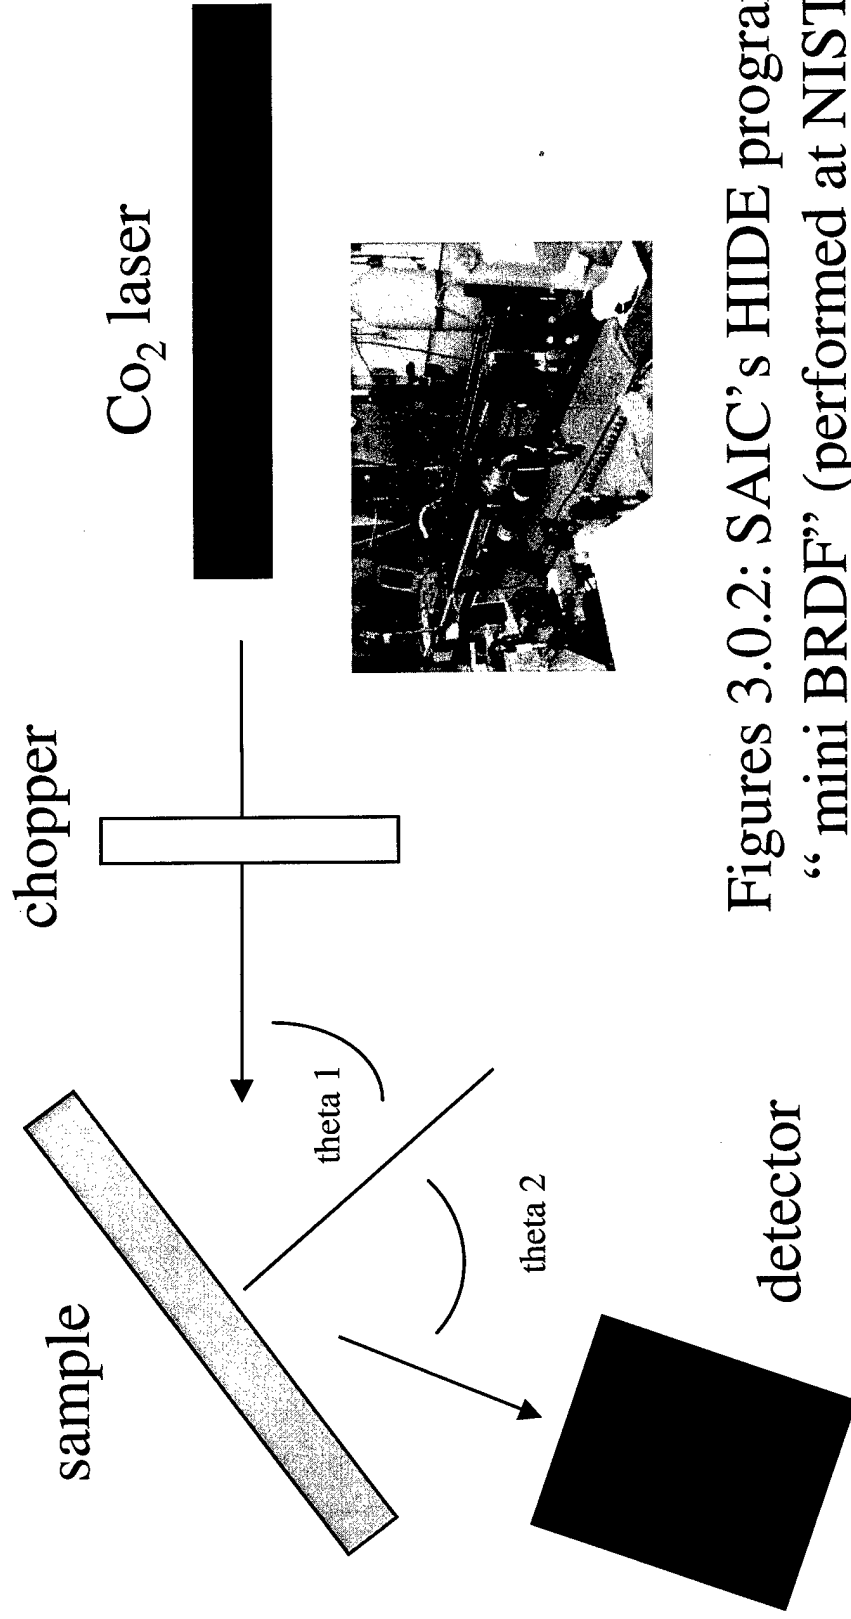 sample
chopper
Co₂ laser
theta 1
theta 2
detector
Figures 3.0.2: SAIC's HIDE
“ mini BRDF” (performed at NIST